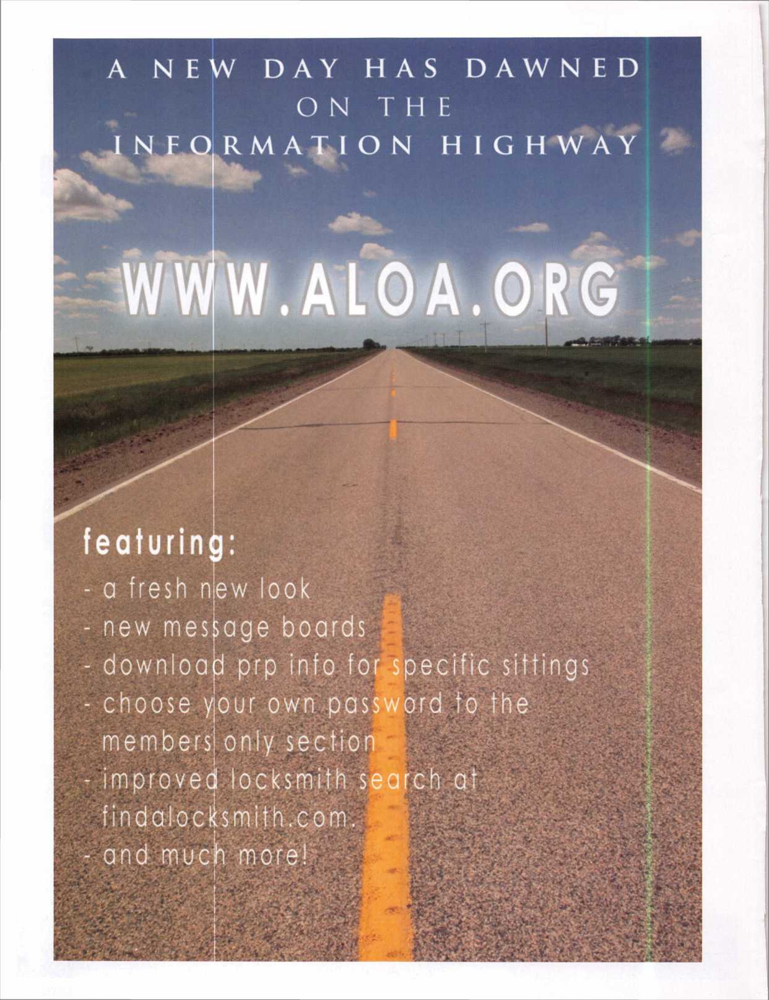 A NEW DAY HAS DAWNED
ON THE
INFORMATION HIGHWAY
WWW.ALOA.ORG
featuring:
- a fresh new look
- new message boards
- download prp info for specific sittings
- choose your own password fo the
members only section
- improved locksmith search at
findalocksmith.com.
- and much more!